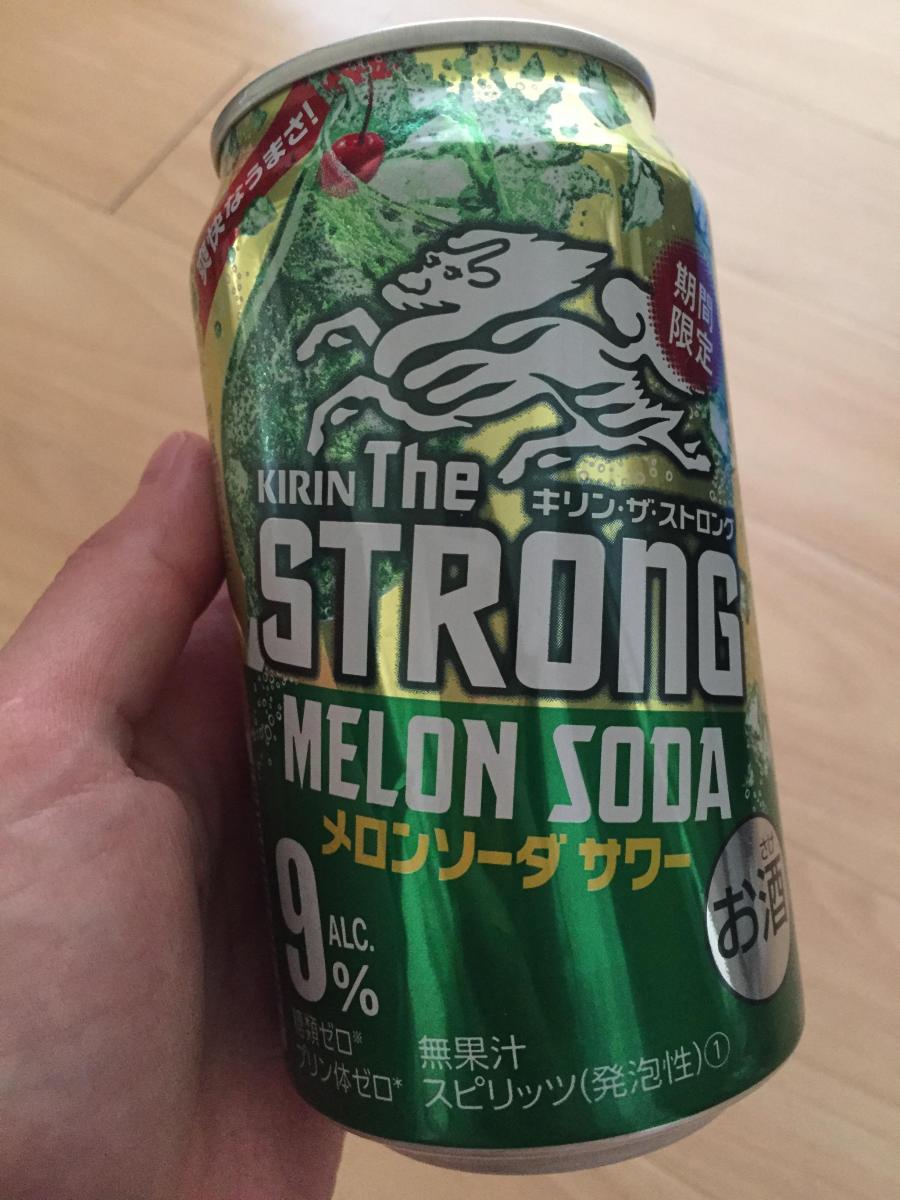 爽快なうまさ!
期間
限定
KIRIN The
キリン・ザ・ストロング
STRONG
MELON SODA
メロンソーダ サワー
9
ALC.
%
さけ
お酒
糖類ゼロ※
プリン体ゼロ*
無果汁
スピリッツ(発泡性)①